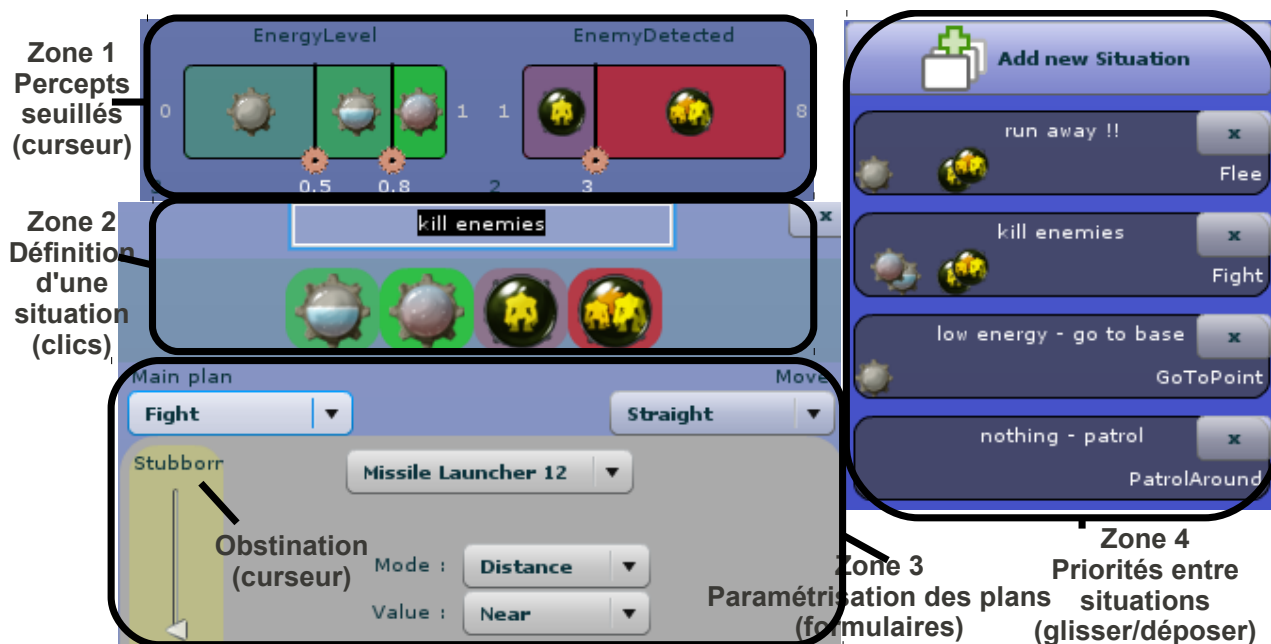 Zone 1
Percepts
seuillés
(curseur)
EnergyLevel
EnemyDetected
0
1
1
8
0.5
0.8
2
3
Zone 2
Définition
d'une
situation
(clics)
kill enemies
x
Main plan
Move
Fight
Straight
Stubborr
Missile Launcher 12
Obstination
(curseur)
Mode :
Distance
Value :
Near
Zone 3
Paramétrisation des plans
(formulaires)
Add new Situation
run away !!
x
Flee
kill enemies
x
Fight
low energy - go to base
x
GoToPoint
nothing - patrol
x
PatrolAround
Zone 4
Priorités entre
situations
(glisser/déposer)